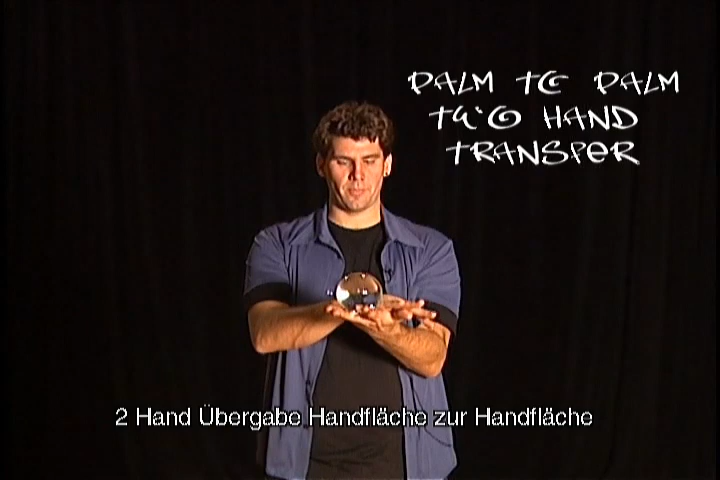 PALM TO PALM
TWO HAND
TRANSFER
2 Hand Übergabe Handfläche zur Handfläche